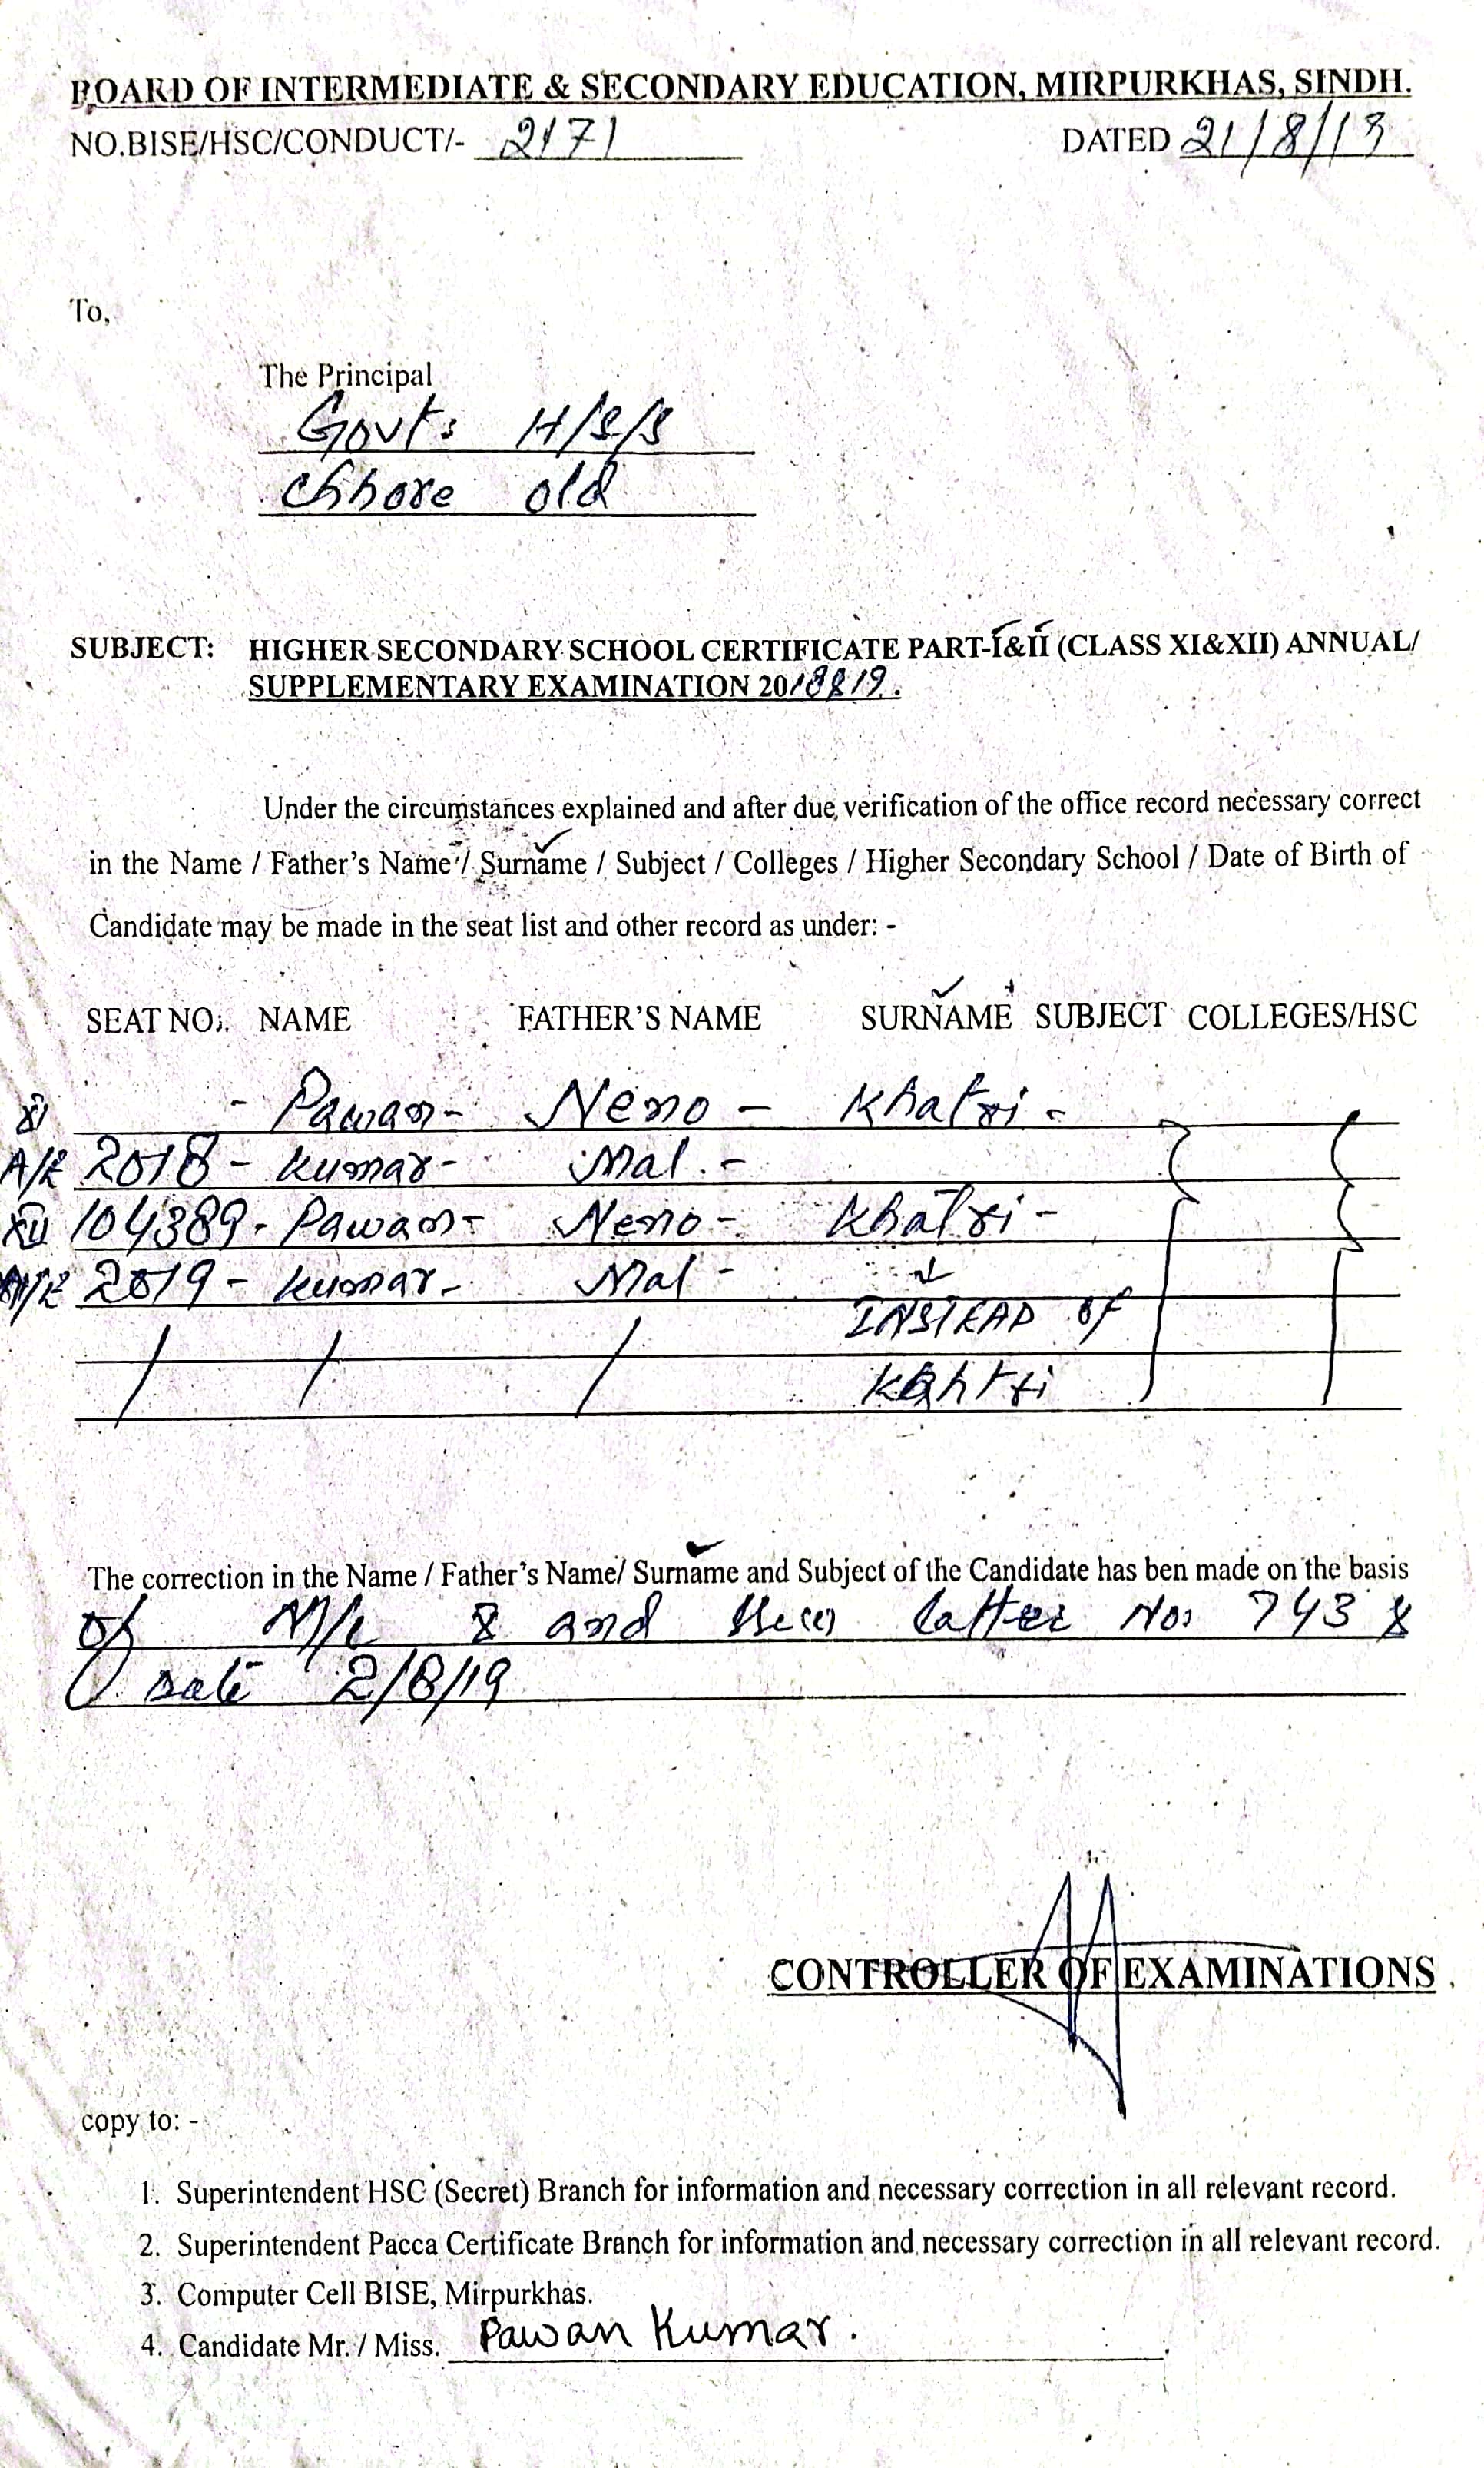 BOARD OF INTERMEDIATE & SECONDARY EDUCATION, MIRPURKHAS, SINDH.
NO.BISE/HSC/CONDUCT/- 2171 DATED 21/8/19
To,
The Principal
Govt: H/S/S
Chhore old
SUBJECT: HIGHER SECONDARY SCHOOL CERTIFICATE PART-I&II (CLASS XI&XII) ANNUAL/
SUPPLEMENTARY EXAMINATION 2018&19.
Under the circumstances explained and after due verification of the office record necessary correct
in the Name / Father's Name / Surname / Subject / Colleges / Higher Secondary School / Date of Birth of
Candidate may be made in the seat list and other record as under: -
SEAT NO. NAME FATHER'S NAME SURNAME SUBJECT COLLEGES/HSC
XI - Pawan - Neno - Khatri -
A/E 2018 - Kumar - Mal. -
XII 104389 - Pawan - Neno - Khatri -
A/E 2019 - Kumar - Mal -
INSTEAD of
Kahtri
The correction in the Name / Father's Name/ Surname and Subject of the Candidate has ben made on the basis
of M/C & and latter No: 743 &
Date 2/8/19
CONTROLLER OF EXAMINATIONS.
copy to: -
1. Superintendent HSC (Secret) Branch for information and necessary correction in all relevant record.
2. Superintendent Pacca Certificate Branch for information and necessary correction in all relevant record.
3. Computer Cell BISE, Mirpurkhas.
4. Candidate Mr. / Miss. Pawan Kumar.